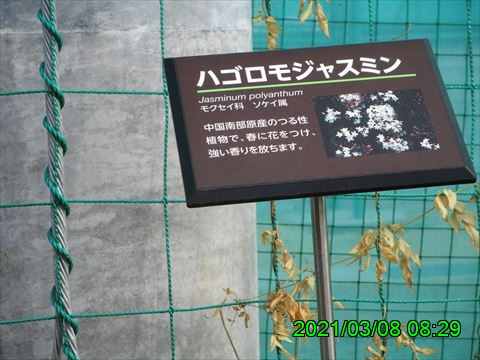 ハゴロモジャスミン
Jasminum polyanthum
モクセイ科 ソケイ属
中国南部原産のつる性
植物で、春に花をつけ、
強い香りを放ちます。
2021/03/08 08:29